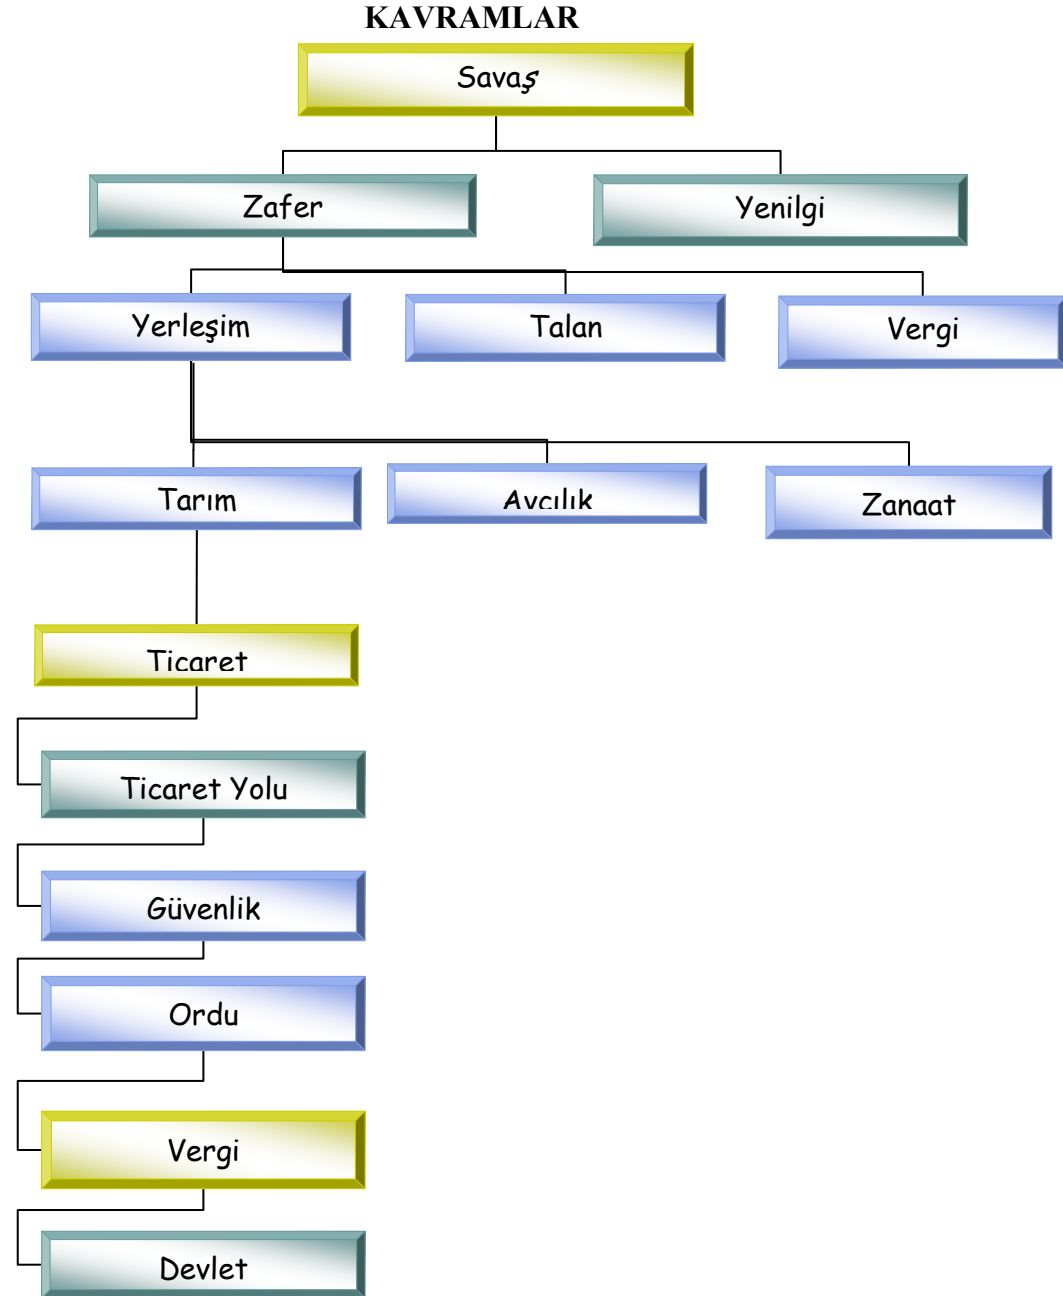 KAVRAMLAR
Savaş
Zafer
Yenilgi
Yerleşim
Talan
Vergi
Tarım
Avcılık
Zanaat
Ticaret
Ticaret Yolu
Güvenlik
Ordu
Vergi
Devlet